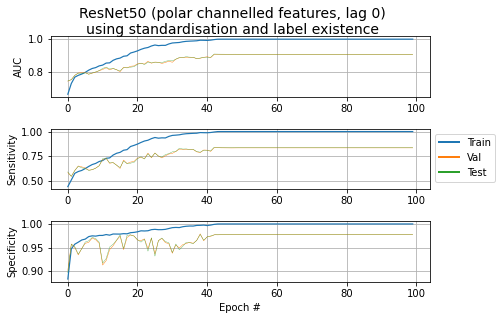 ResNet50 (polar channelled features, lag 0)
using standardisation and label existence
1.0
0.8
AUC
0 20 40 60 80 100
1.00
0.75
0.50
Sensitivity
0 20 40 60 80 100
Train
Val
Test
1.00
0.95
0.90
Specificity
0 20 40 60 80 100
Epoch #